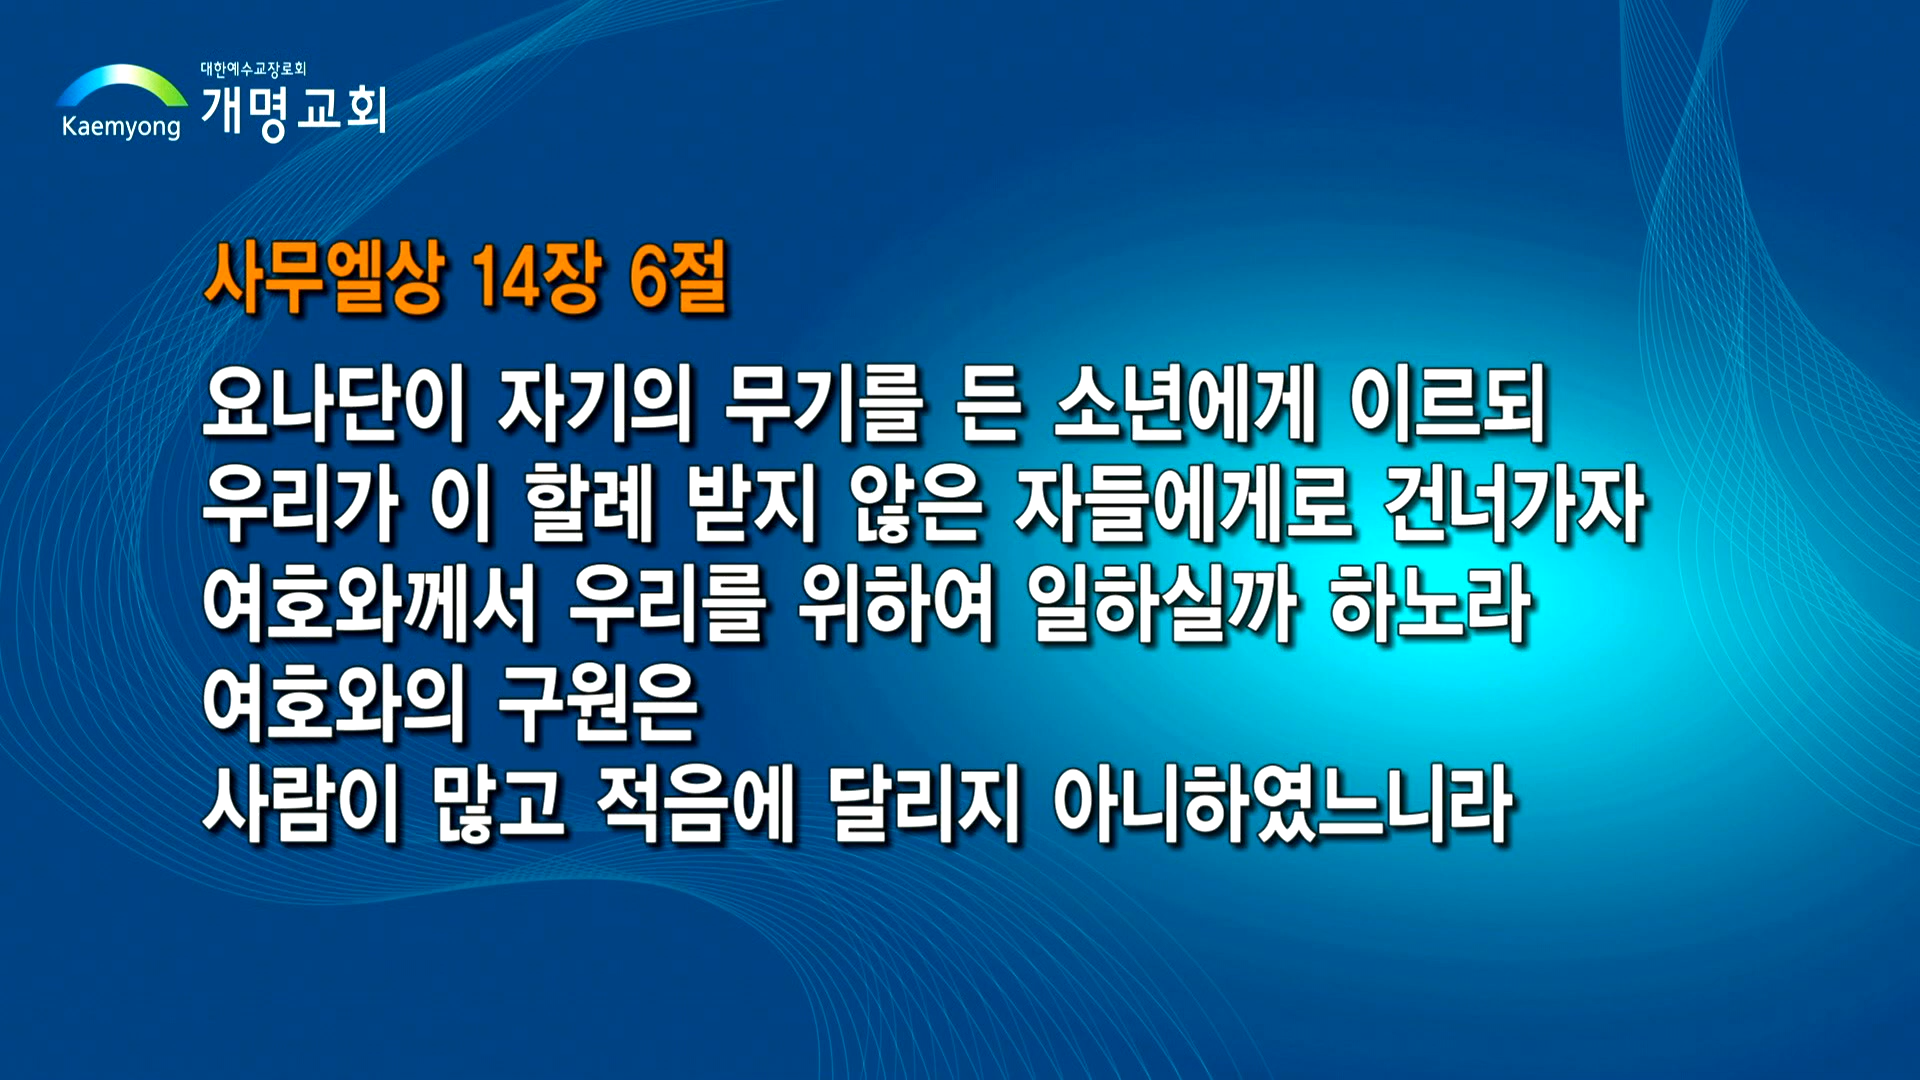 대한예수교장로회
개명교회
Kaemyong
사무엘상 14장 6절
요나단이 자기의 무기를 든 소년에게 이르되
우리가 이 할례 받지 않은 자들에게로 건너가자
여호와께서 우리를 위하여 일하실까 하노라
여호와의 구원은
사람이 많고 적음에 달리지 아니하였느니라